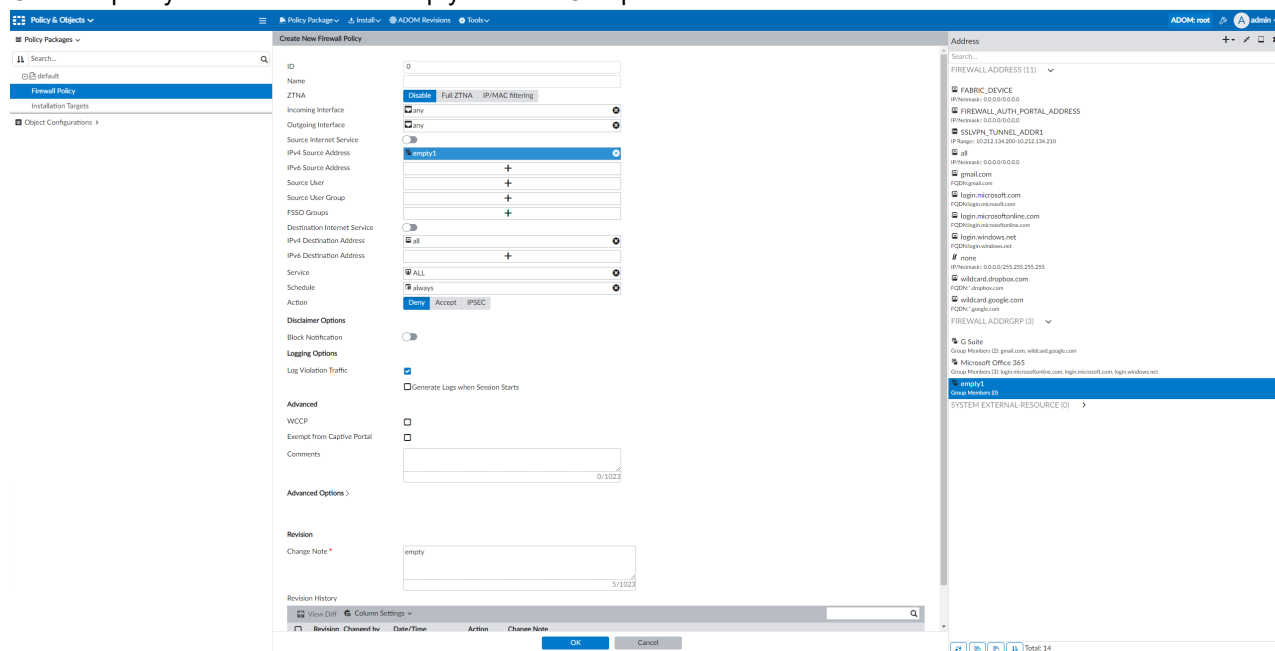 Policy & Objects
Policy Package
Install
ADOM Revisions
Tools
ADOM: root
A
admin
Policy Packages
Search...
default
Firewall Policy
Installation Targets
Object Configurations >
Create New Firewall Policy
ID
0
Name
ZTNA
Disable Full ZTNA IP/MAC filtering
Incoming Interface
any
Outgoing Interface
any
Source Internet Service
IPv4 Source Address
empty1
IPv6 Source Address
+
Source User
+
Source User Group
+
FSSO Groups
+
Destination Internet Service
IPv4 Destination Address
all
IPv6 Destination Address
+
Service
ALL
Schedule
always
Action
Deny Accept IPSEC
Disclaimer Options
Block Notification
Logging Options
Log Violation Traffic
Generate Logs when Session Starts
Advanced
WCCP
Exempt from Captive Portal
Comments
0/1023
Advanced Options >
Revision
Change Note *
empty
5/1023
Revision History
View Diff
Column Settings
Revision Changed by Date/Time Action Change Note
OK
Cancel
Address
Search...
FIREWALL ADDRESS (11)
FABRIC_DEVICE
IP/Netmask: 0.0.0.0/0.0.0.0
FIREWALL_AUTH_PORTAL_ADDRESS
IP/Netmask: 0.0.0.0/0.0.0.0
SSLVPN_TUNNEL_ADDR1
IP Range: 10.212.134.200-10.212.134.210
all
IP/Netmask: 0.0.0.0/0.0.0.0
gmail.com
FQDN:gmail.com
login.microsoft.com
FQDN:login.microsoft.com
login.microsoftonline.com
FQDN:login.microsoftonline.com
login.windows.net
FQDN:login.windows.net
none
IP/Netmask: 0.0.0.0/255.255.255.255
wildcard.dropbox.com
FQDN:*.dropbox.com
wildcard.google.com
FQDN:*.google.com
FIREWALL ADDRGRP (3)
G Suite
Group Members (2): gmail.com; wildcard.google.com
Microsoft Office 365
Group Members (3): login.microsoftonline.com, login.microsoft.com, login.windows.net
empty1
Group Members (0)
SYSTEM EXTERNAL-RESOURCE (0) >
Total: 14